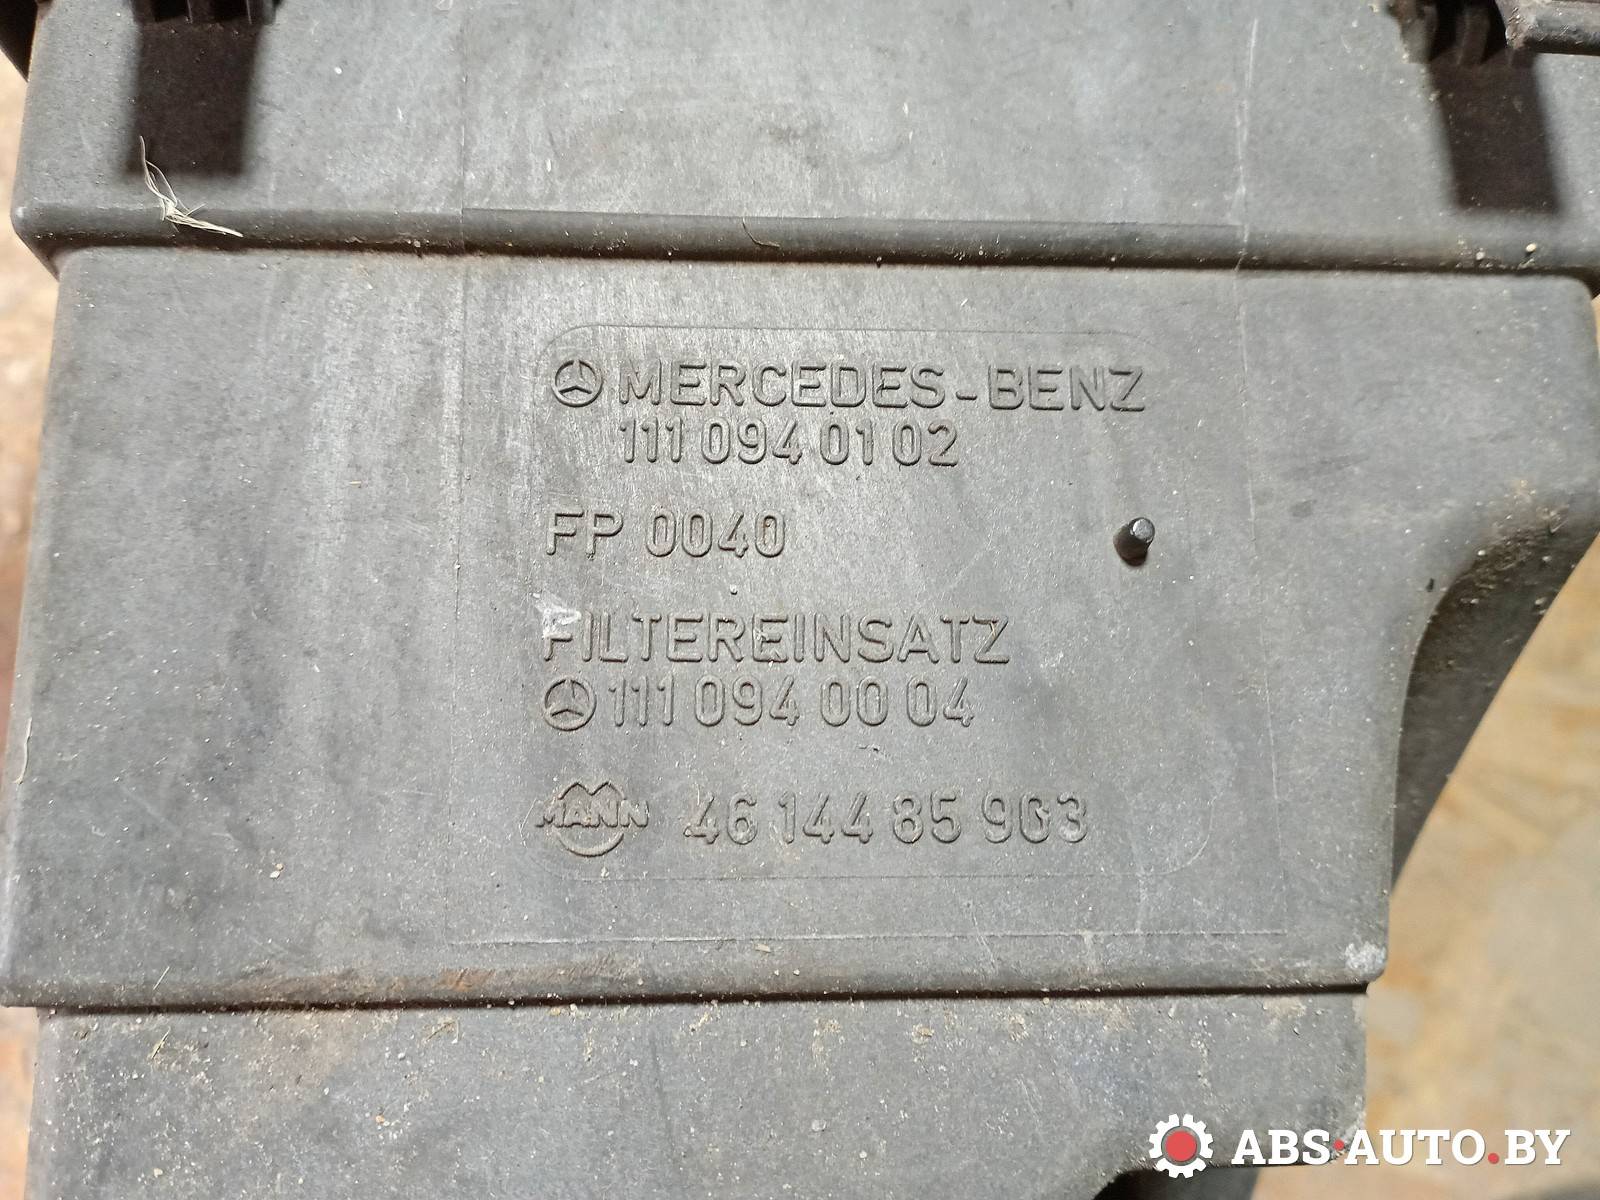 MERCEDES-BENZ
111 094 01 02
FP 0040
FILTEREINSATZ
111 094 00 04
MANN 46 144 85 903
ABS·AUTO.BY